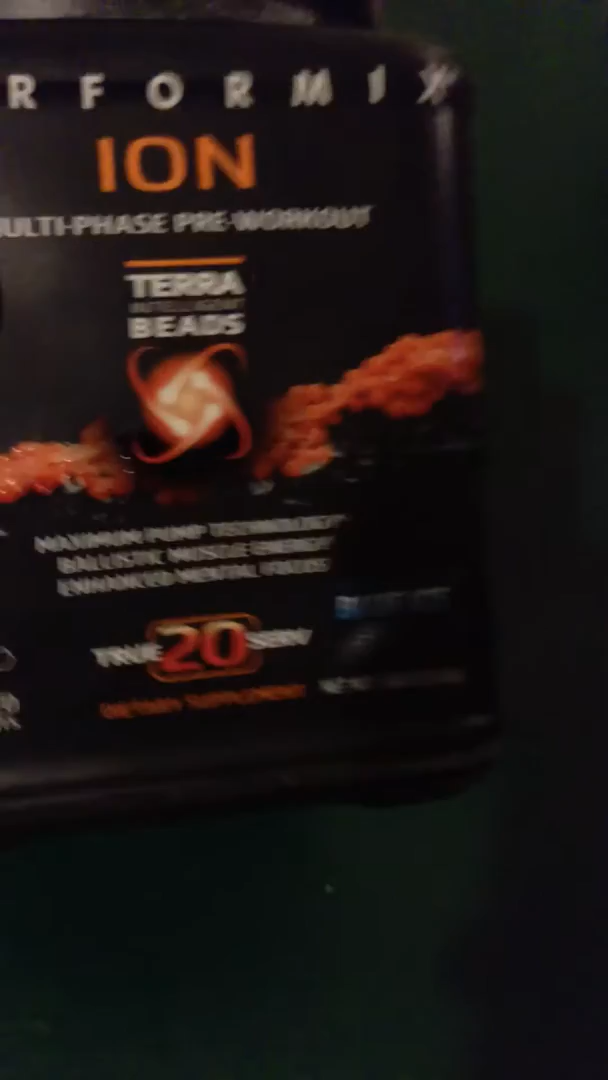 RFORMIX
ION
ULTI-PHASE PRE-WORKOUT
TERRA
INTELLIGENT
BEADS
MAXIMUM PUMP TECHNOLOGY
BALLISTIC MUSCLE ENERGY
ENHANCED MENTAL FOCUS
TRUE 20 SERV
DIETARY SUPPLEMENT